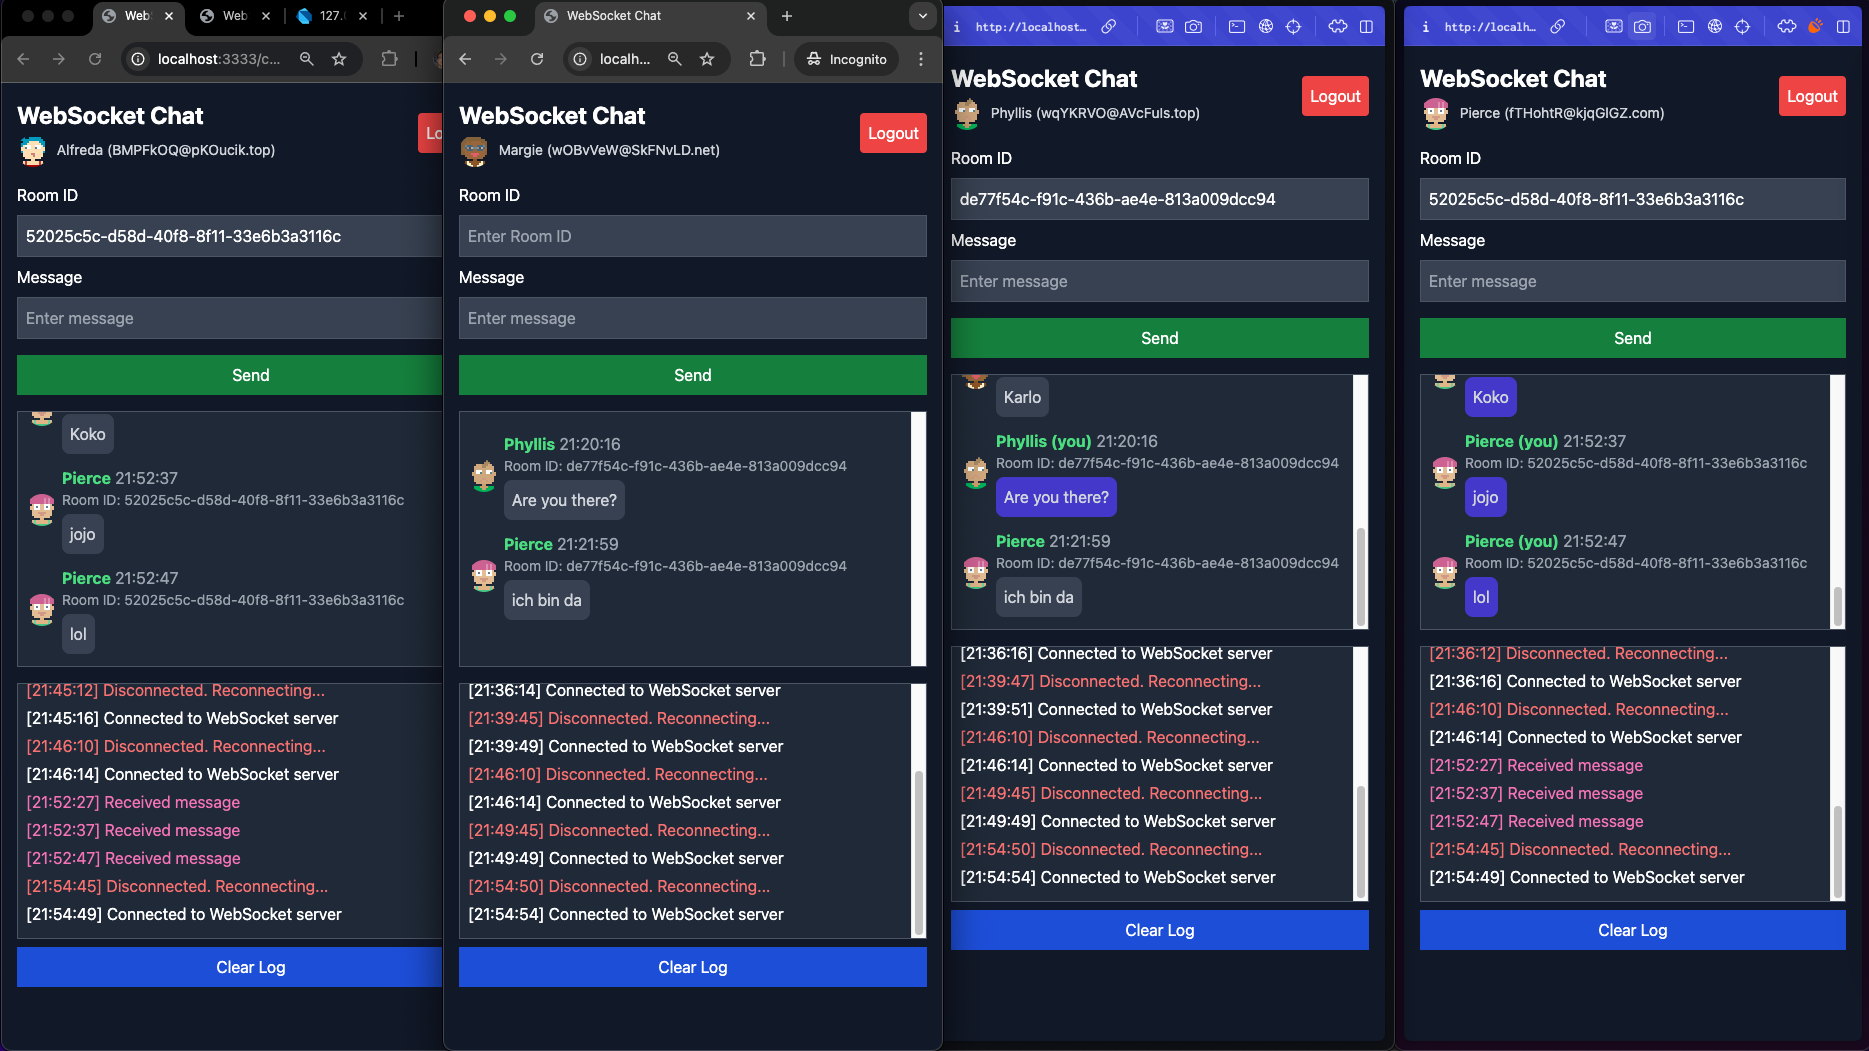 Web
Web
127.
localhost:3333/c...
WebSocket Chat
Alfreda (BMPFkOQ@pKOucik.top)
Lo
Room ID
52025c5c-d58d-40f8-8f11-33e6b3a3116c
Message
Enter message
Send
Koko
Pierce 21:52:37
Room ID: 52025c5c-d58d-40f8-8f11-33e6b3a3116c
jojo
Pierce 21:52:47
Room ID: 52025c5c-d58d-40f8-8f11-33e6b3a3116c
lol
[21:45:12] Disconnected. Reconnecting...
[21:45:16] Connected to WebSocket server
[21:46:10] Disconnected. Reconnecting...
[21:46:14] Connected to WebSocket server
[21:52:27] Received message
[21:52:37] Received message
[21:52:47] Received message
[21:54:45] Disconnected. Reconnecting...
[21:54:49] Connected to WebSocket server
Clear Log
WebSocket Chat
localh...
Incognito
WebSocket Chat
Margie (wOBvVeW@SkFNvLD.net)
Logout
Room ID
Enter Room ID
Message
Enter message
Send
Phyllis 21:20:16
Room ID: de77f54c-f91c-436b-ae4e-813a009dcc94
Are you there?
Pierce 21:21:59
Room ID: de77f54c-f91c-436b-ae4e-813a009dcc94
ich bin da
[21:36:14] Connected to WebSocket server
[21:39:45] Disconnected. Reconnecting...
[21:39:49] Connected to WebSocket server
[21:46:10] Disconnected. Reconnecting...
[21:46:14] Connected to WebSocket server
[21:49:45] Disconnected. Reconnecting...
[21:49:49] Connected to WebSocket server
[21:54:50] Disconnected. Reconnecting...
[21:54:54] Connected to WebSocket server
Clear Log
http://localhost...
WebSocket Chat
Phyllis (wqYKRVO@AVcFuIs.top)
Logout
Room ID
de77f54c-f91c-436b-ae4e-813a009dcc94
Message
Enter message
Send
Karlo
Phyllis (you) 21:20:16
Room ID: de77f54c-f91c-436b-ae4e-813a009dcc94
Are you there?
Pierce 21:21:59
Room ID: de77f54c-f91c-436b-ae4e-813a009dcc94
ich bin da
[21:36:16] Connected to WebSocket server
[21:39:47] Disconnected. Reconnecting...
[21:39:51] Connected to WebSocket server
[21:46:10] Disconnected. Reconnecting...
[21:46:14] Connected to WebSocket server
[21:49:45] Disconnected. Reconnecting...
[21:49:49] Connected to WebSocket server
[21:54:50] Disconnected. Reconnecting...
[21:54:54] Connected to WebSocket server
Clear Log
http://localh...
WebSocket Chat
Pierce (fTHohtR@kjqGlGZ.com)
Logout
Room ID
52025c5c-d58d-40f8-8f11-33e6b3a3116c
Message
Enter message
Send
Koko
Pierce (you) 21:52:37
Room ID: 52025c5c-d58d-40f8-8f11-33e6b3a3116c
jojo
Pierce (you) 21:52:47
Room ID: 52025c5c-d58d-40f8-8f11-33e6b3a3116c
lol
[21:36:12] Disconnected. Reconnecting...
[21:36:16] Connected to WebSocket server
[21:46:10] Disconnected. Reconnecting...
[21:46:14] Connected to WebSocket server
[21:52:27] Received message
[21:52:37] Received message
[21:52:47] Received message
[21:54:45] Disconnected. Reconnecting...
[21:54:49] Connected to WebSocket server
Clear Log